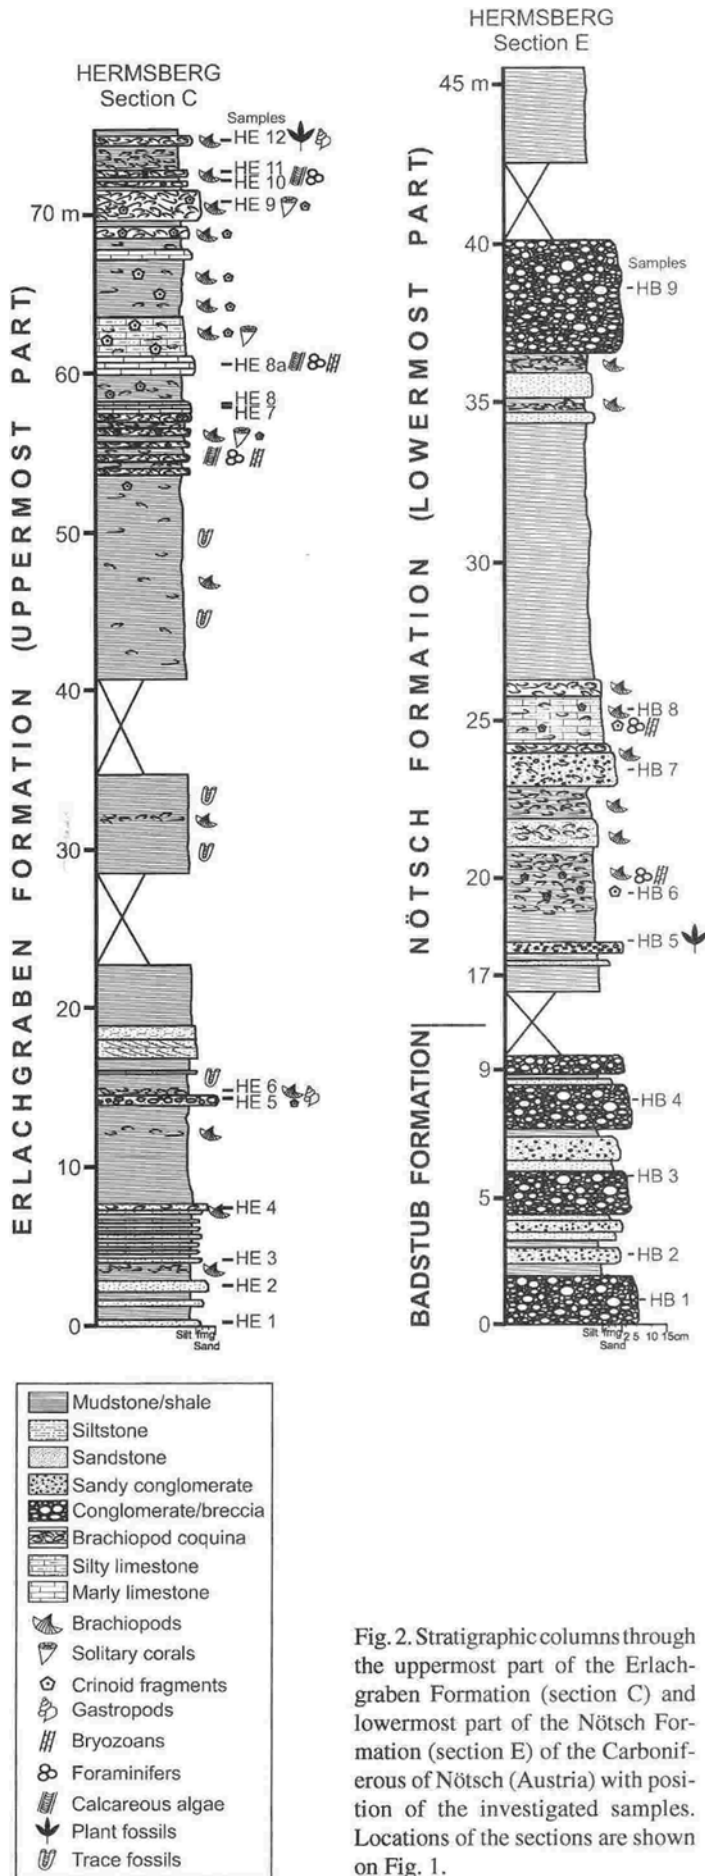 HERMSBERG
Section C
Samples
HE 12
HE 11
HE 10
70 m
HE 9
60
HE 8a
HE 8
HE 7
50
40
30
20
HE 6
HE 5
10
HE 4
HE 3
HE 2
0
HE 1
Silt fmg
Sand
ERLACHGRABEN FORMATION (UPPERMOST PART)
HERMSBERG
Section E
45 m
40
Samples
HB 9
35
30
25
HB 8
HB 7
20
HB 6
HB 5
17
9
HB 4
5
HB 3
HB 2
HB 1
0
Silt fmg 2 5 10 15cm
Sand
NÖTSCH FORMATION (LOWERMOST PART)
BADSTUB FORMATION
Mudstone/shale
Siltstone
Sandstone
Sandy conglomerate
Conglomerate/breccia
Brachiopod coquina
Silty limestone
Marly limestone
Brachiopods
Solitary corals
Crinoid fragments
Gastropods
Bryozoans
Foraminifers
Calcareous algae
Plant fossils
Trace fossils
Fig. 2. Stratigraphic columns through
the uppermost part of the Erlach-
graben Formation (section C) and
lowermost part of the Nötsch For-
mation (section E) of the Carbonif-
erous of Nötsch (Austria) with posi-
tion of the investigated samples.
Locations of the sections are shown
on Fig. 1.